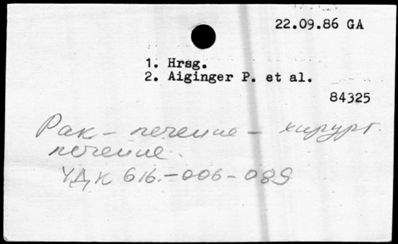 22.09.86 GA
1. Hrsg.
2. Aiginger P. et al.
84325
Рак – лечение – хирург.
лечение.
УДК 616.-006-089